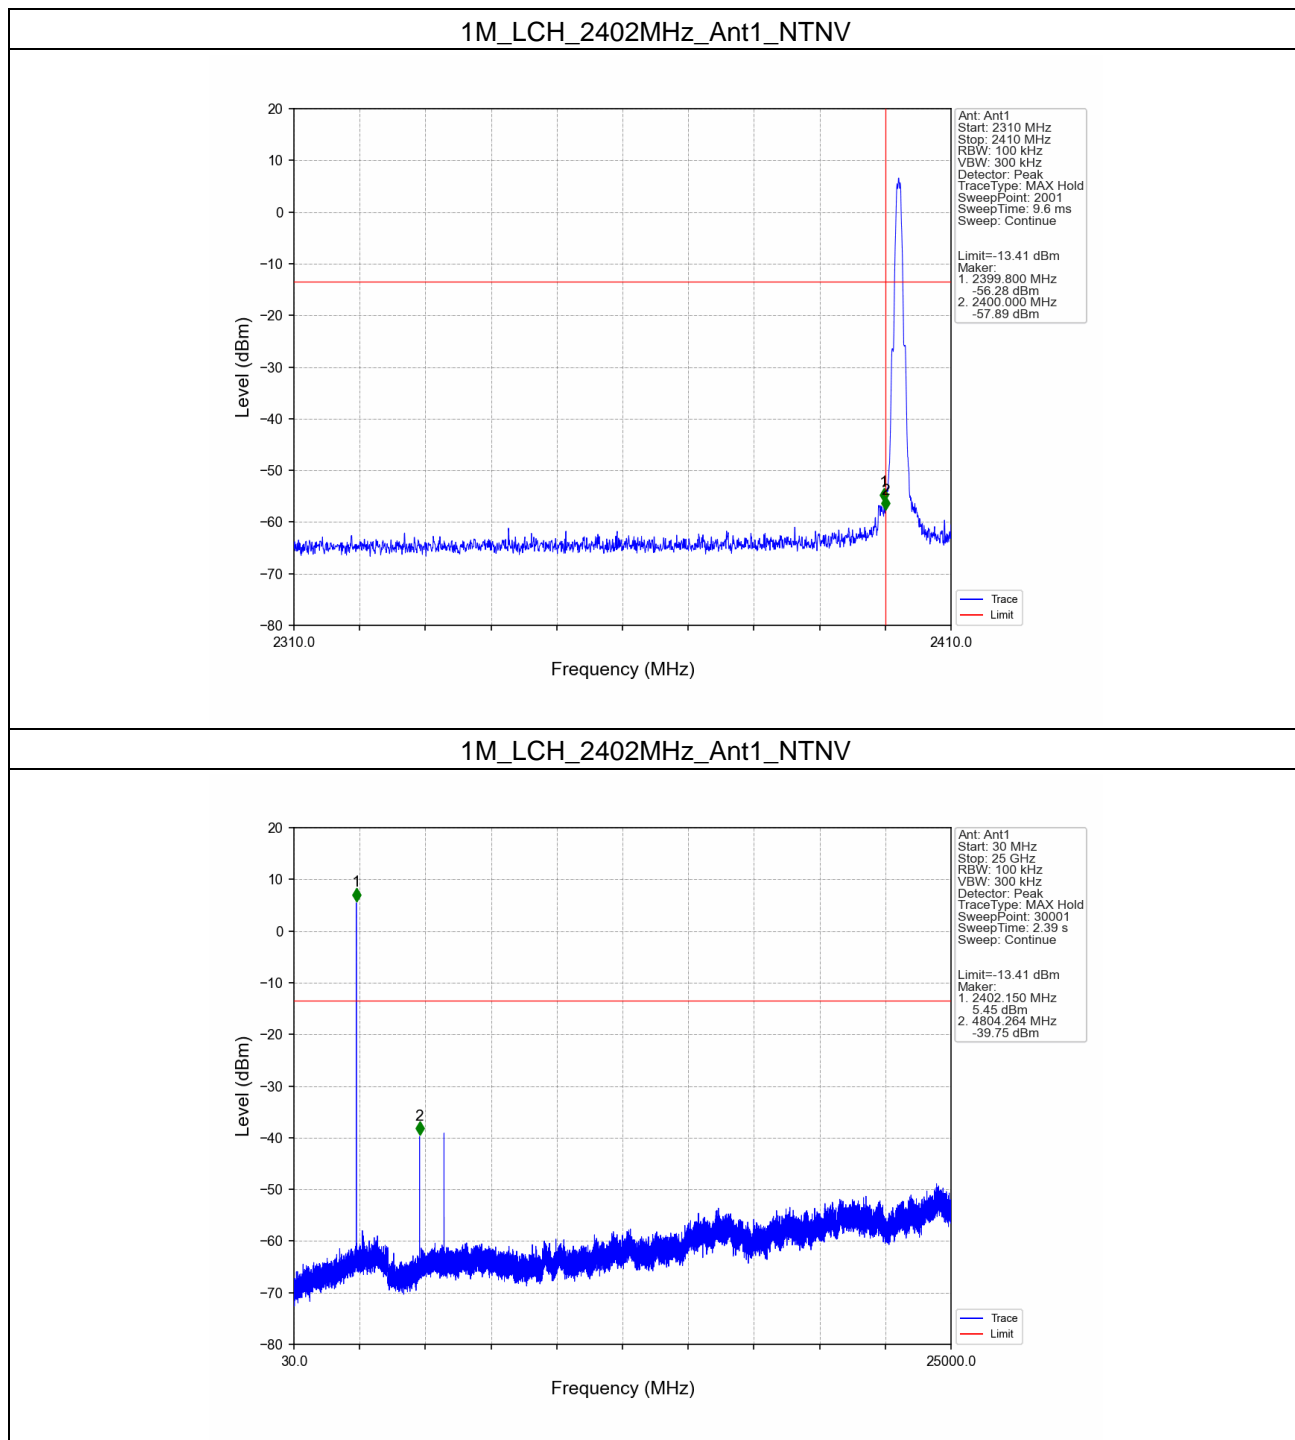 1M_LCH_2402MHz_Ant1_NTNV
20
10
0
−10
−20
−30
−40
−50
−60
−70
−80
Level (dBm)
1
2
2310.0
2410.0
Frequency (MHz)
Ant: Ant1
Start: 2310 MHz
Stop: 2410 MHz
RBW: 100 kHz
VBW: 300 kHz
Detector: Peak
TraceType: MAX Hold
SweepPoint: 2001
SweepTime: 9.6 ms
Sweep: Continue
Limit=-13.41 dBm
Maker:
1. 2399.800 MHz
-56.28 dBm
2. 2400.000 MHz
-57.89 dBm
Trace
Limit
1M_LCH_2402MHz_Ant1_NTNV
20
10
0
−10
−20
−30
−40
−50
−60
−70
−80
Level (dBm)
1
2
30.0
25000.0
Frequency (MHz)
Ant: Ant1
Start: 30 MHz
Stop: 25 GHz
RBW: 100 kHz
VBW: 300 kHz
Detector: Peak
TraceType: MAX Hold
SweepPoint: 30001
SweepTime: 2.39 s
Sweep: Continue
Limit=-13.41 dBm
Maker:
1. 2402.150 MHz
5.45 dBm
2. 4804.264 MHz
-39.75 dBm
Trace
Limit